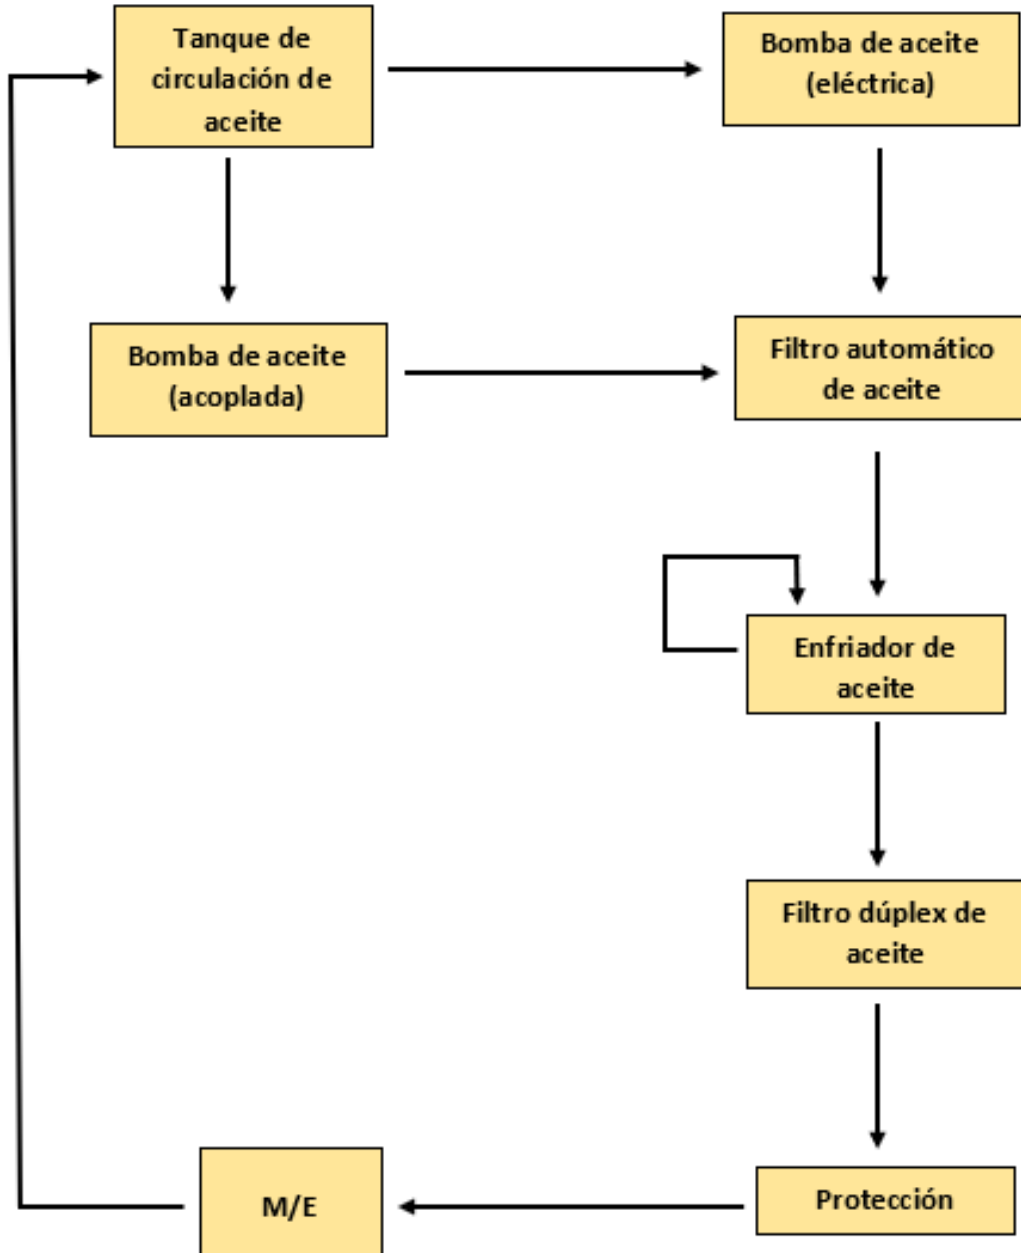 Tanque de
circulación de
aceite
Bomba de aceite
(eléctrica)
Bomba de aceite
(acoplada)
Filtro automático
de aceite
Enfriador de
aceite
Filtro dúplex de
aceite
M/E
Protección